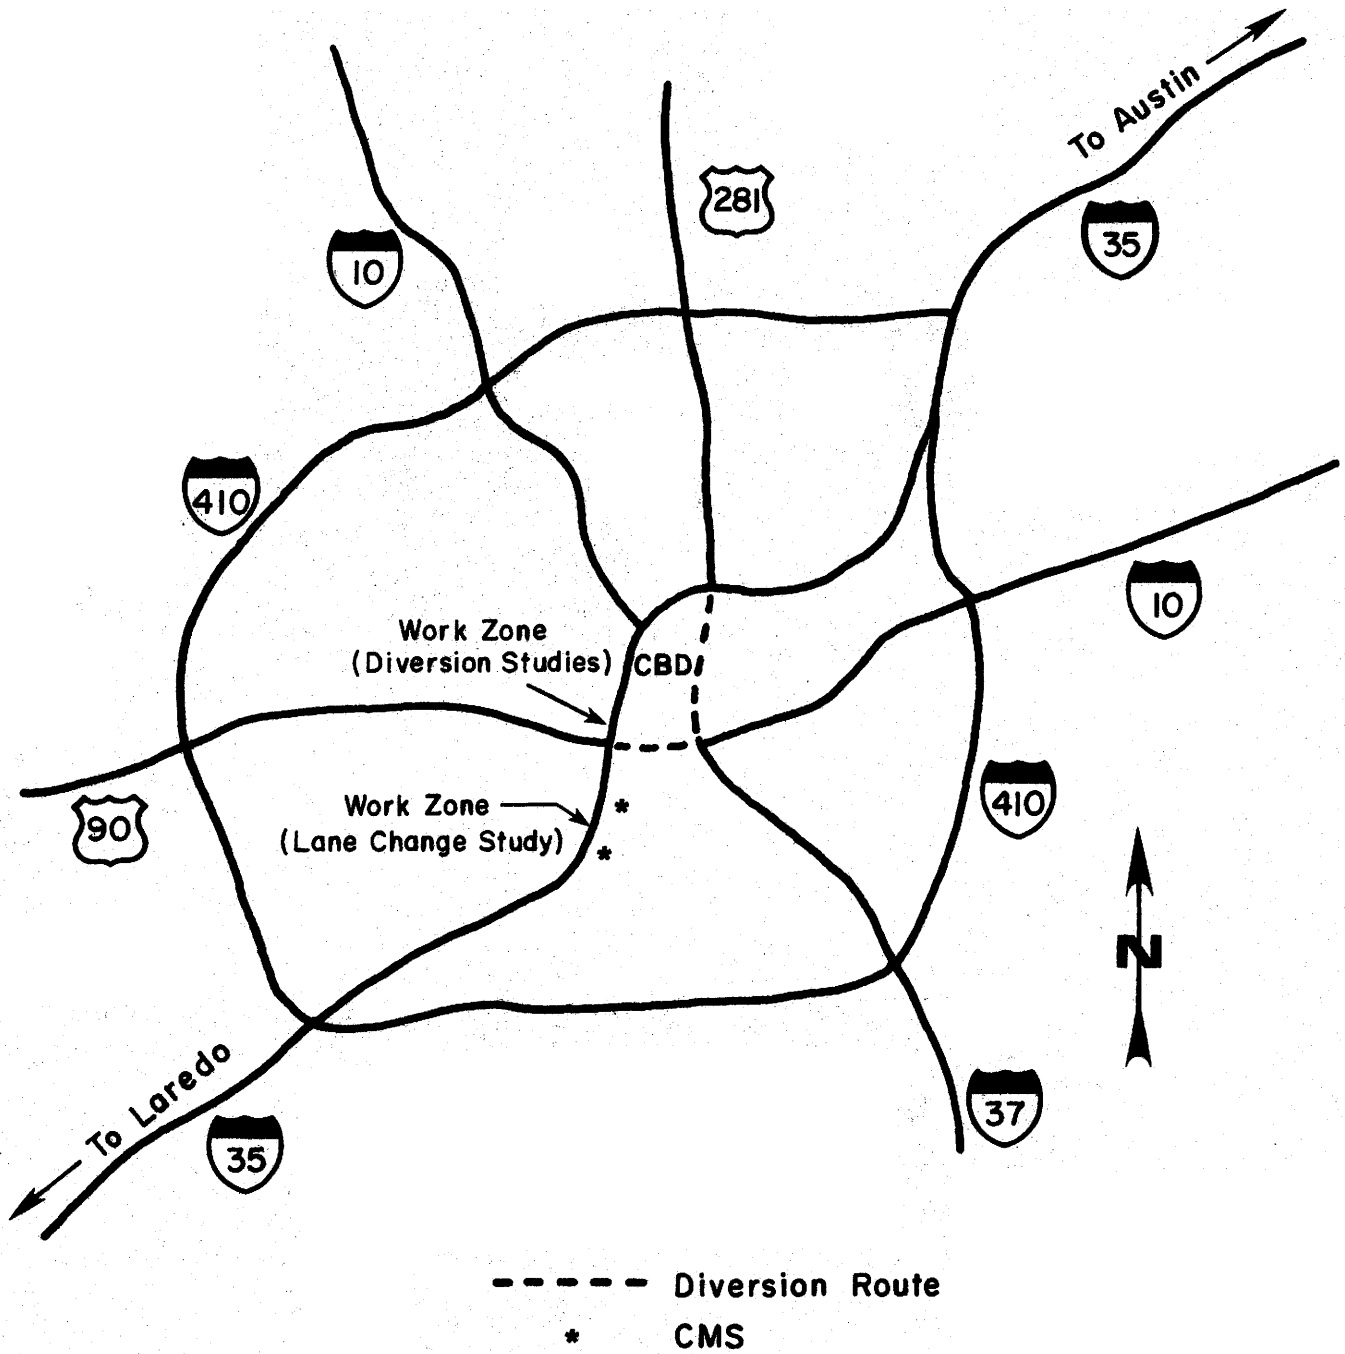 To Austin
281
35
10
410
10
Work Zone
(Diversion Studies)
CBD
90
Work Zone
(Lane Change Study)
*
*
410
N
37
To Laredo
35
Diversion Route
* CMS